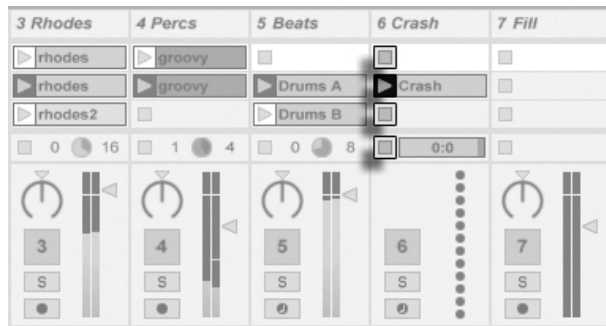 3 Rhodes 4 Percs 5 Beats 6 Crash 7 Fill
rhodes groovy
rhodes groovy Drums A Crash
rhodes2 Drums B
0 16 1 4 0 8 0:0
3 4 5 6 7
S S S S S